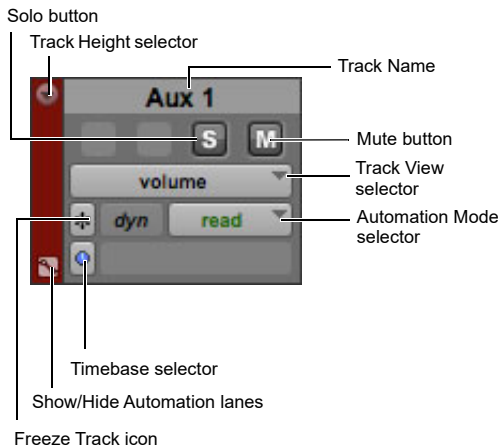 Solo button
Track Height selector
Track Name
Aux 1
S M
Mute button
volume
Track View
selector
dyn read
Automation Mode
selector
Timebase selector
Show/Hide Automation lanes
Freeze Track icon